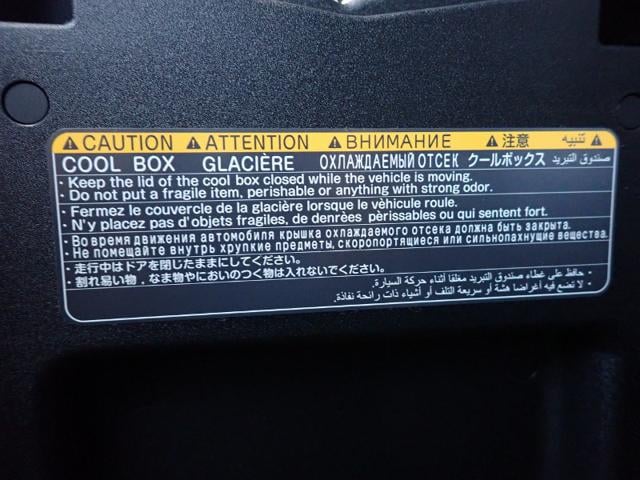 ⚠CAUTION ⚠ATTENTION ⚠ВНИМАНИЕ ⚠注意 تنبيه⚠
COOL BOX GLACIÈRE ОХЛАЖДАЕМЫЙ ОТСЕК クールボックス صندوق التبريد
・Keep the lid of the cool box closed while the vehicle is moving.
・Do not put a fragile item, perishable or anything with strong odor.
・Fermez le couvercle de la glacière lorsque le vèhicule roule.
・N'y placez pas d'objets fragiles, de denrèes pèrissables ou qui sentent fort.
・Во время движения автомобиля крышка охлаждаемого отсека должна быть закрыта.
・Не помещайте внутрь хрупкие предметы, скоропортящиеся или сильнопахнущие вещества.
・走行中はドアを閉じたままにしてください。
・割れ易い物．なま物やにおいのつく物は入れないでください。
・حافظ على غطاء صندوق التبريد مغلقا أثناء حركة السيارة.
・لا تضع فيه أغراضا هشة أو سريعة التلف أو أشياء ذات رائحة نفاذة.